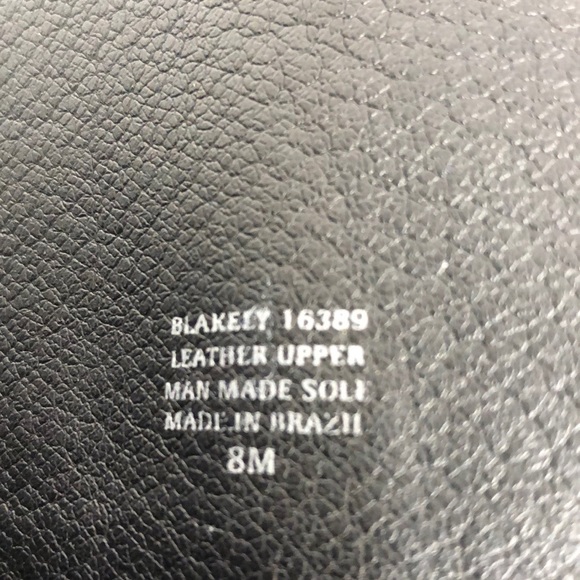 BLAKELY 16389
LEATHER UPPER
MAN MADE SOLE
MADE IN BRAZIL
8M